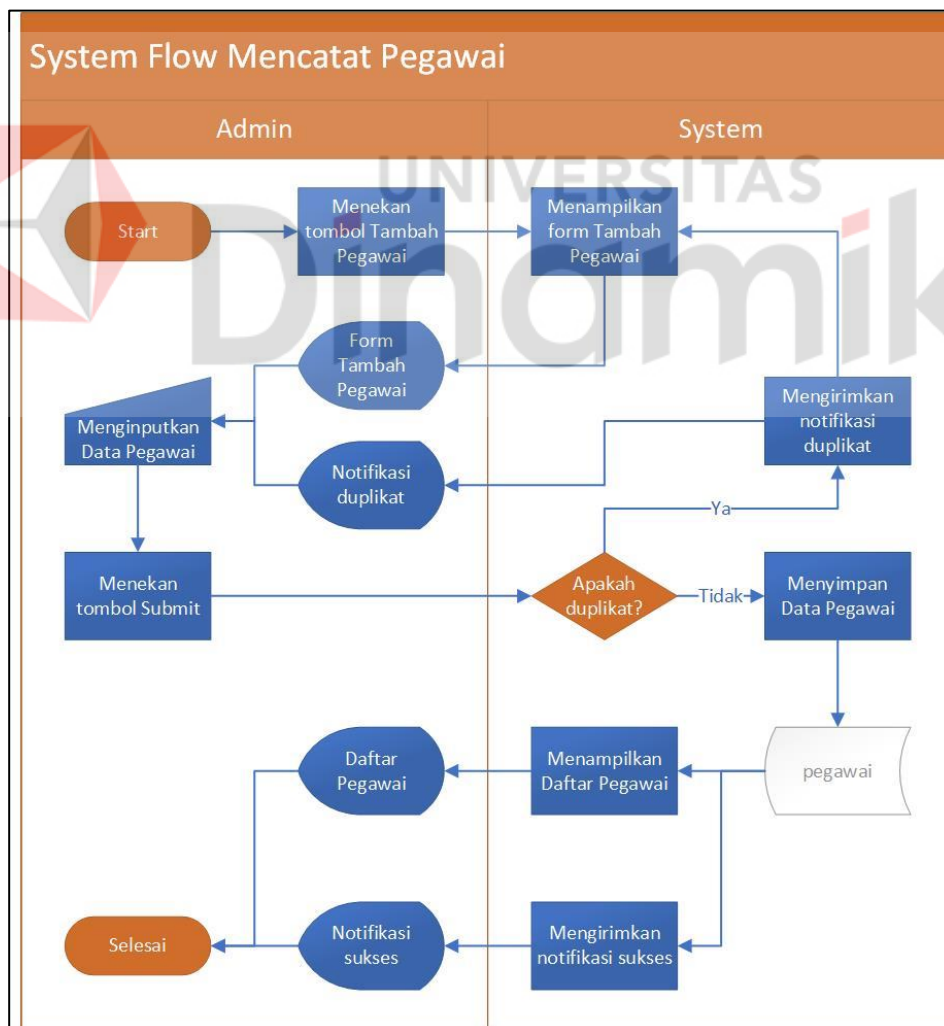 System Flow Mencatat Pegawai
Admin
System
UNIVERSITAS
Dinamika
Start
Menekan
tombol Tambah
Pegawai
Menampilkan
form Tambah
Pegawai
Form
Tambah
Pegawai
Menginputkan
Data Pegawai
Mengirimkan
notifikasi
duplikat
Notifikasi
duplikat
Ya
Menekan
tombol Submit
Apakah
duplikat?
Tidak
Menyimpan
Data Pegawai
Daftar
Pegawai
Menampilkan
Daftar Pegawai
pegawai
Selesai
Notifikasi
sukses
Mengirimkan
notifikasi sukses